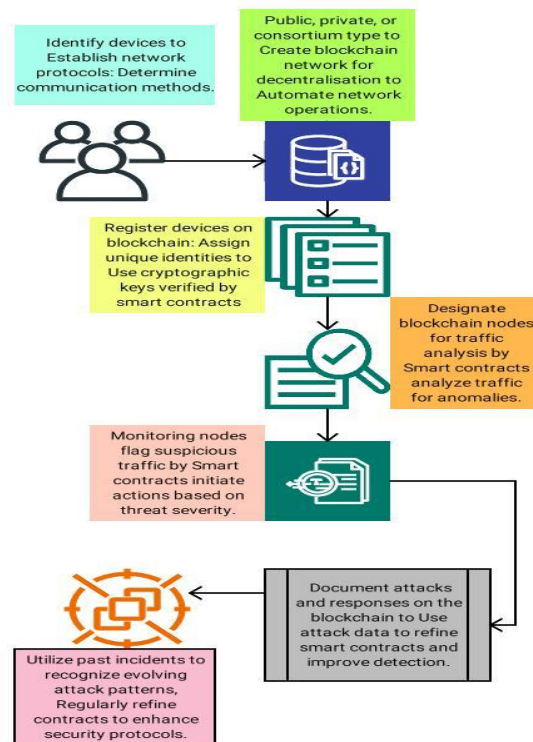 Identify devices to
Establish network
protocols: Determine
communication methods.
Public, private, or
consortium type to
Create blockchain
network for
decentralisation to
Automate network
operations.
Register devices on
blockchain: Assign
unique identities to
Use cryptographic
keys verified by
smart contracts
Designate
blockchain nodes
for traffic
analysis by
Smart contracts
analyze traffic
for anomalies.
Monitoring nodes
flag suspicious
traffic by Smart
contracts initiate
actions based on
threat severity.
Document attacks
and responses on the
blockchain to Use
attack data to refine
smart contracts and
improve detection.
Utilize past incidents to
recognize evolving
attack patterns,
Regularly refine
contracts to enhance
security protocols.